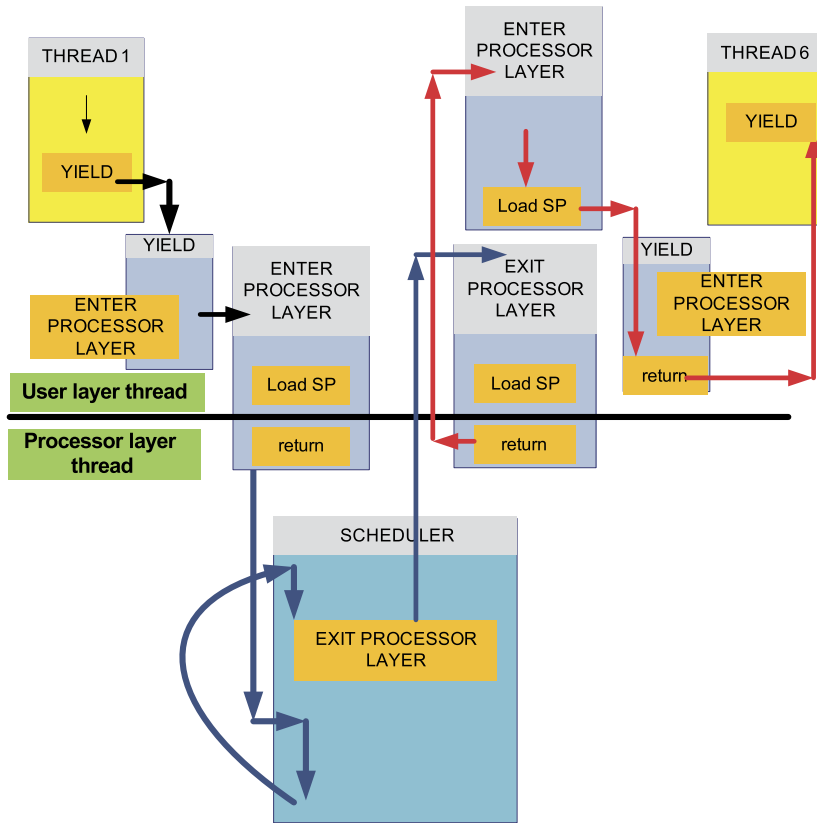 THREAD 1
YIELD
YIELD
ENTER
PROCESSOR
LAYER
ENTER
PROCESSOR
LAYER
Load SP
return
User layer thread
Processor layer
thread
SCHEDULER
EXIT PROCESSOR
LAYER
EXIT
PROCESSOR
LAYER
Load SP
return
ENTER
PROCESSOR
LAYER
Load SP
YIELD
ENTER
PROCESSOR
LAYER
return
THREAD 6
YIELD